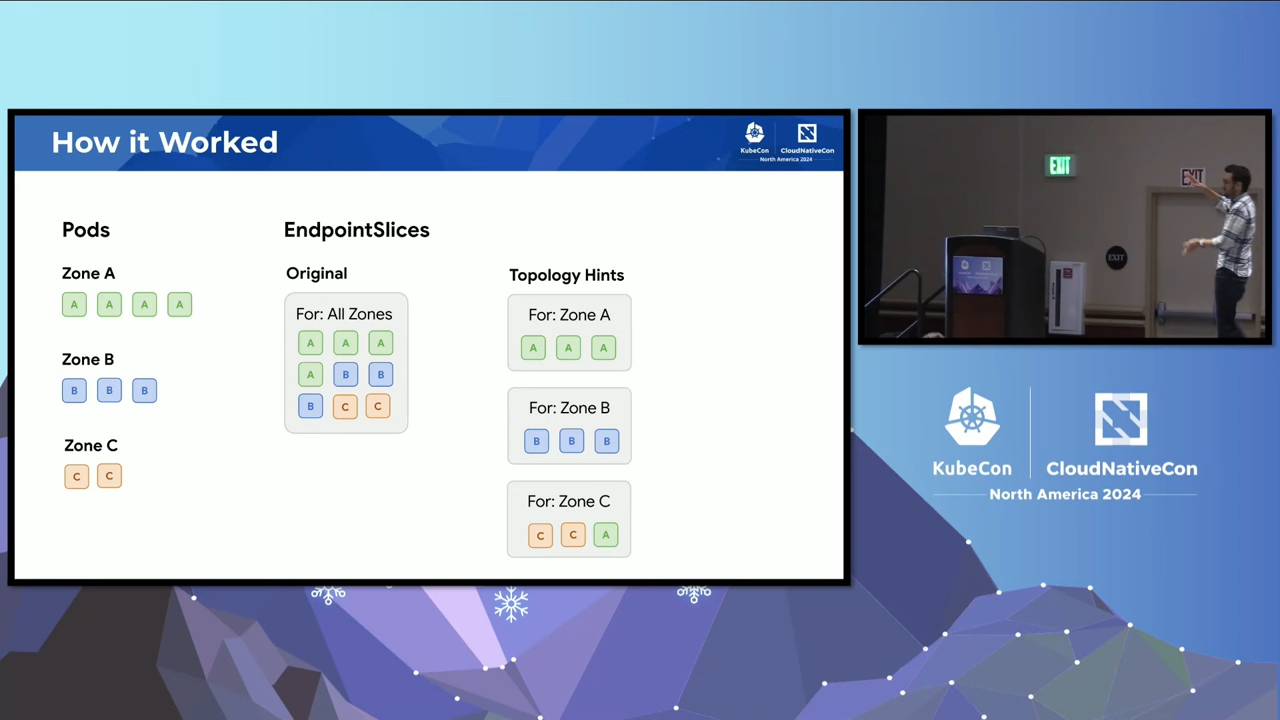 How it Worked
KubeCon
CloudNativeCon
North America 2024
Pods
Zone A
A A A A
Zone B
B B B
Zone C
C C
EndpointSlices
Original
For: All Zones
A A A
A B B
B C C
Topology Hints
For: Zone A
A A A
For: Zone B
B B B
For: Zone C
C C A
EXIT
EXIT
EXIT
KubeCon
CloudNativeCon
North America 2024